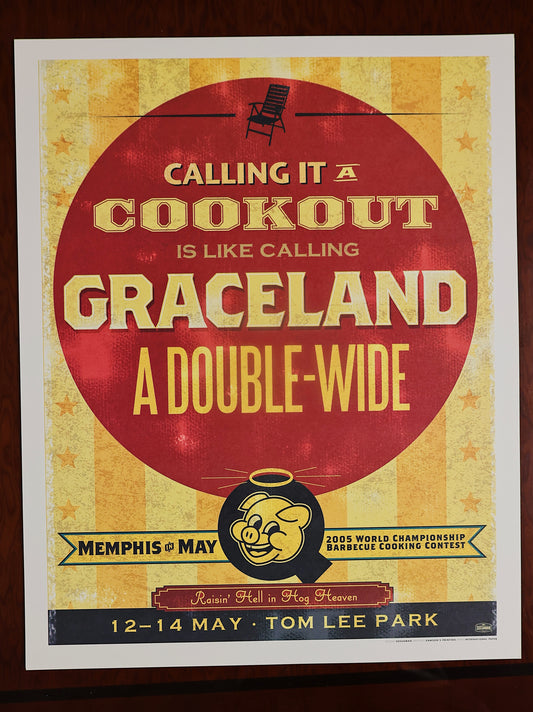 CALLING IT A
COOKOUT
IS LIKE CALLING
GRACELAND
A DOUBLE-WIDE
MEMPHIS IN MAY
2005 WORLD CHAMPIONSHIP
BARBECUE COOKING CONTEST
Raisin' Hell in Hog Heaven
12–14 MAY · TOM LEE PARK